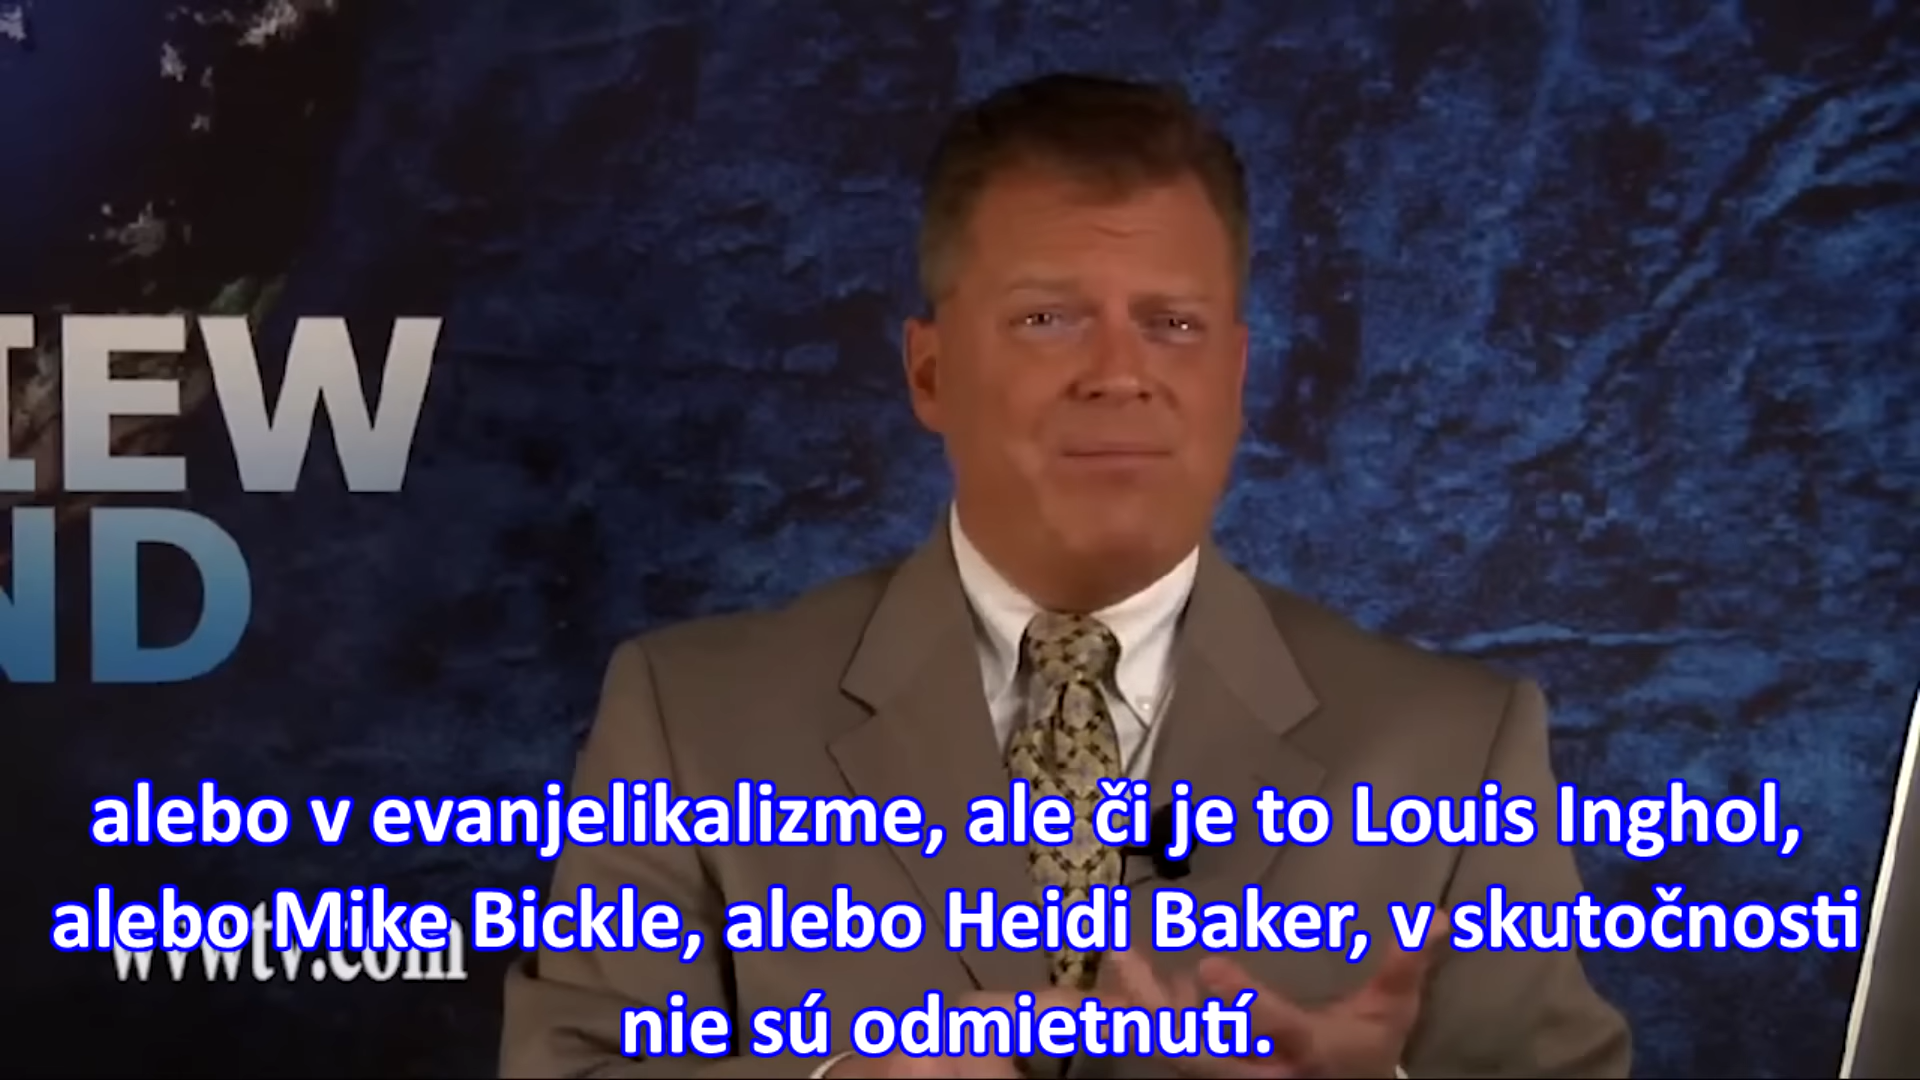 IEW
ND
wvwtv.com
alebo v evanjelikalizme, ale či je to Louis Inghol,
alebo Mike Bickle, alebo Heidi Baker, v skutočnosti
nie sú odmietnutí.